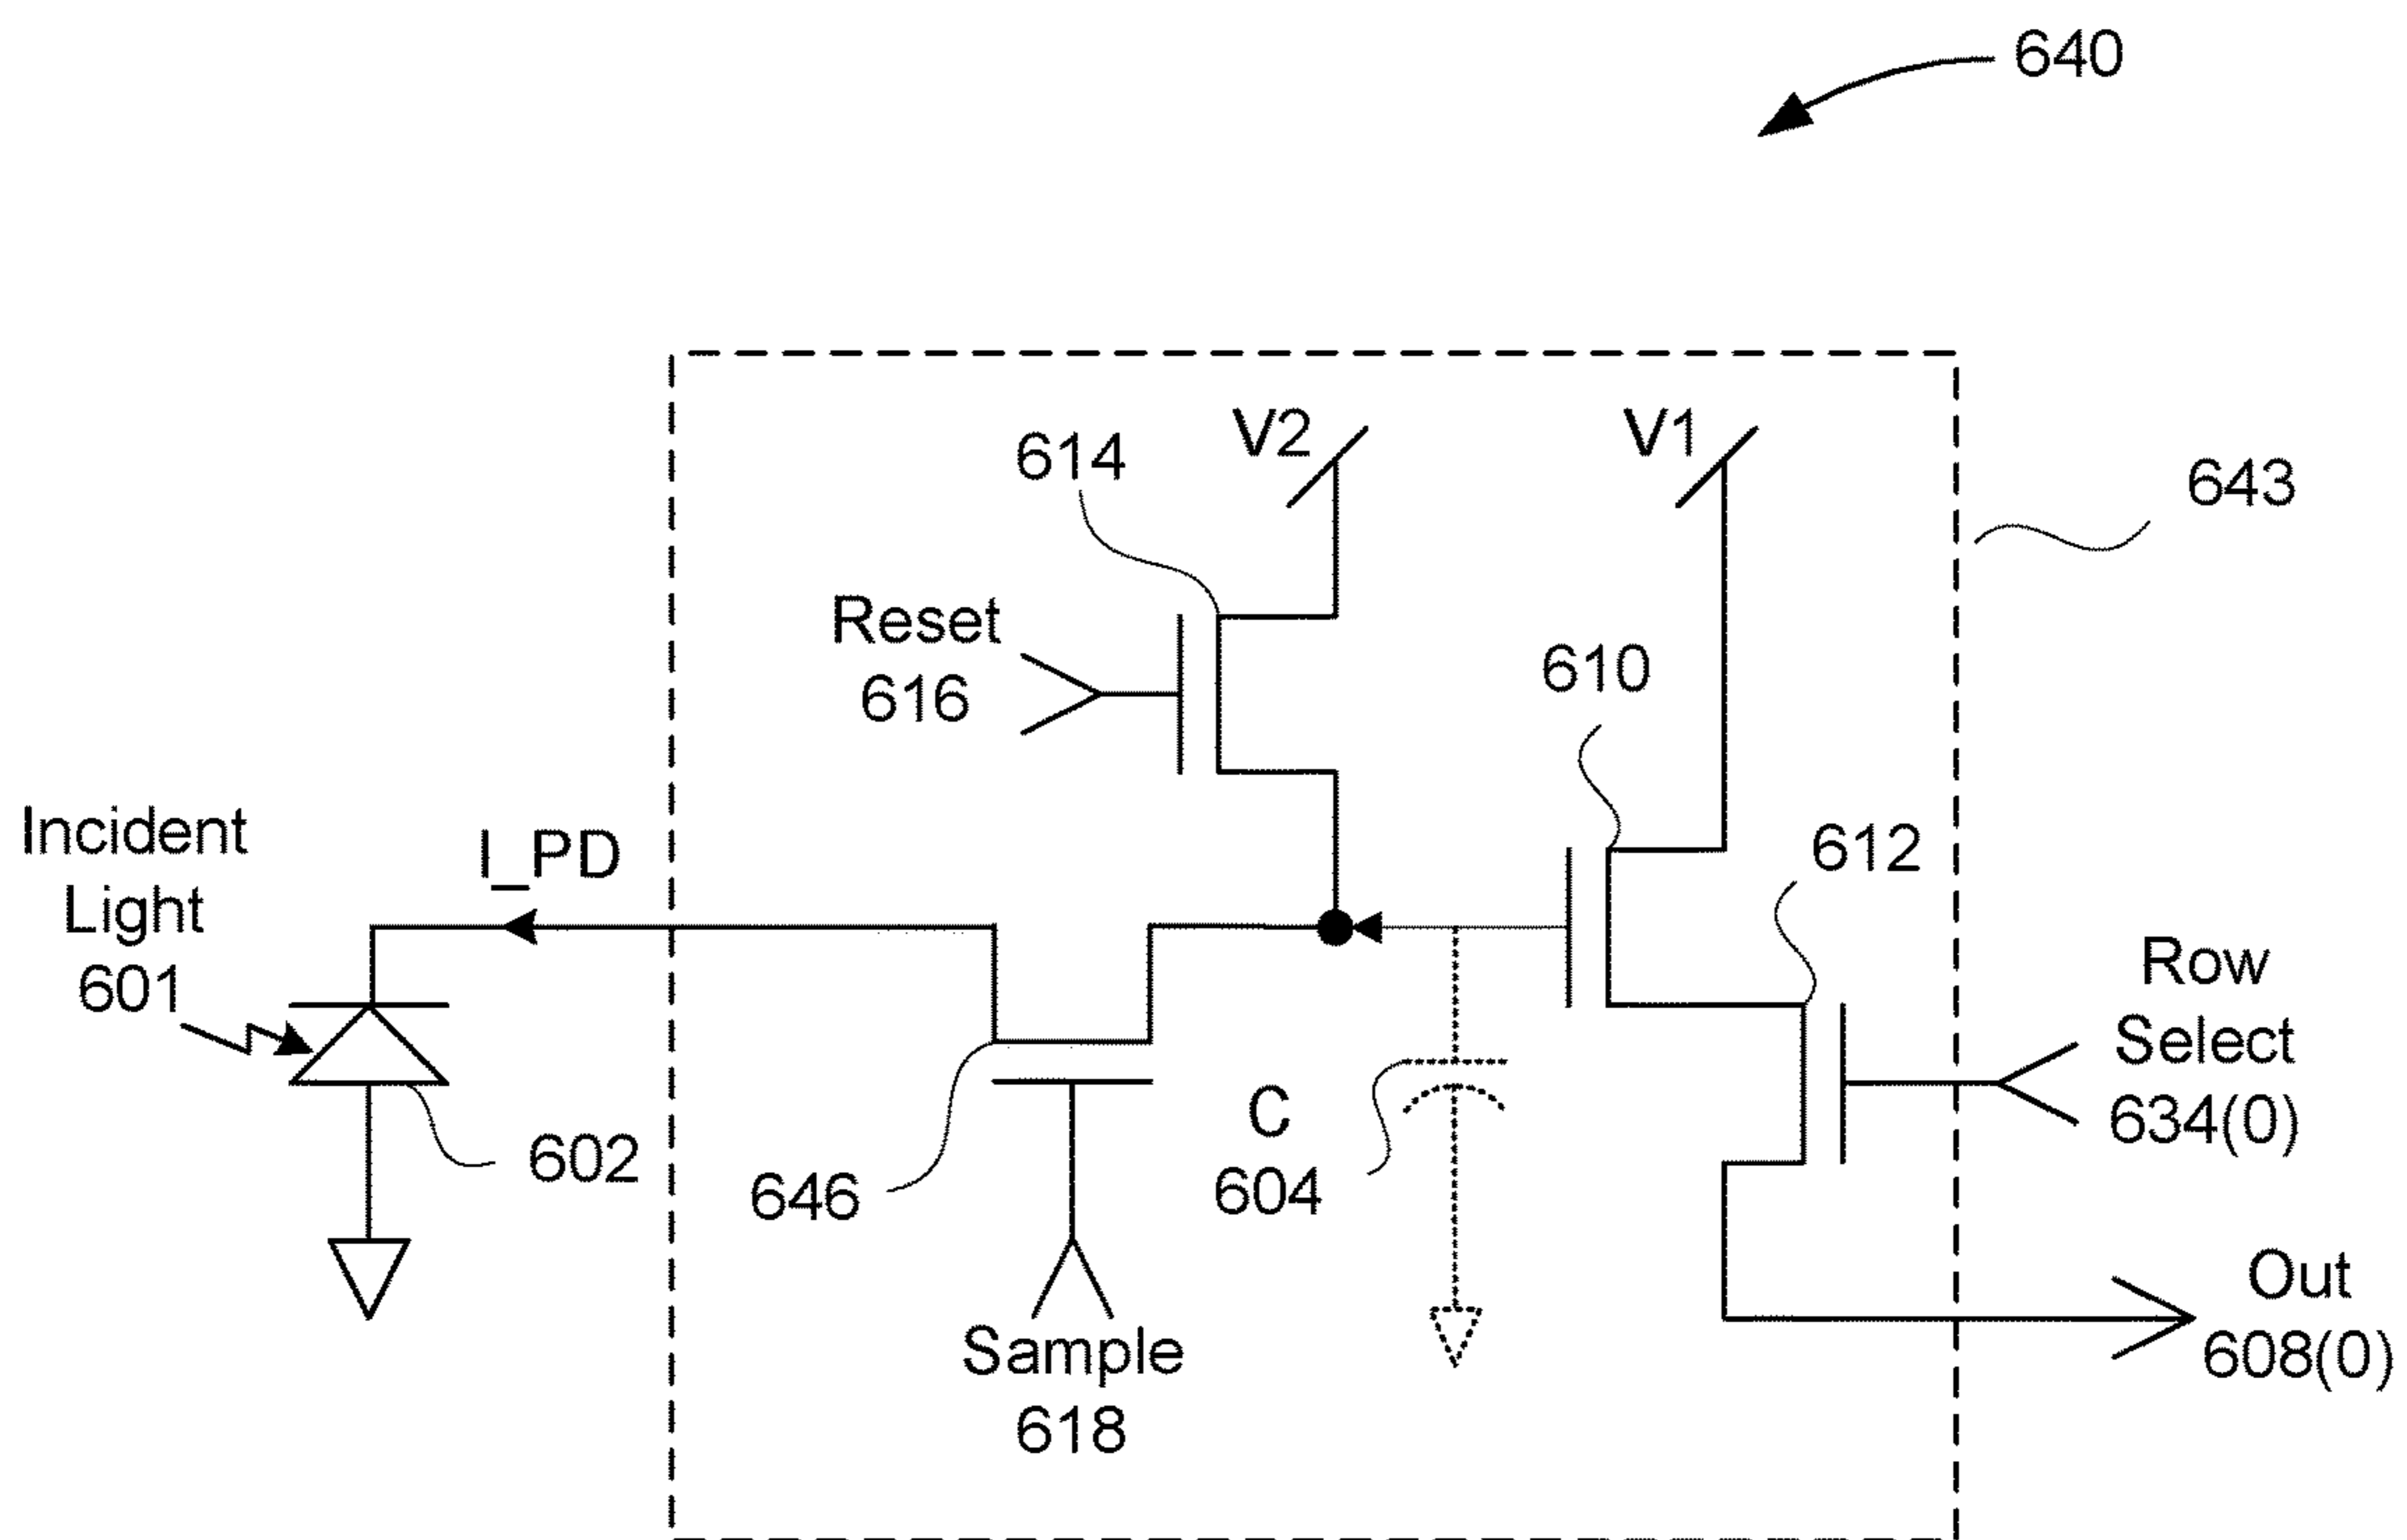 640
V2
V1
614
643
Reset
616
610
Incident
Light
601
I_PD
612
Row
Select
634(0)
602
646
C
604
Sample
618
Out
608(0)